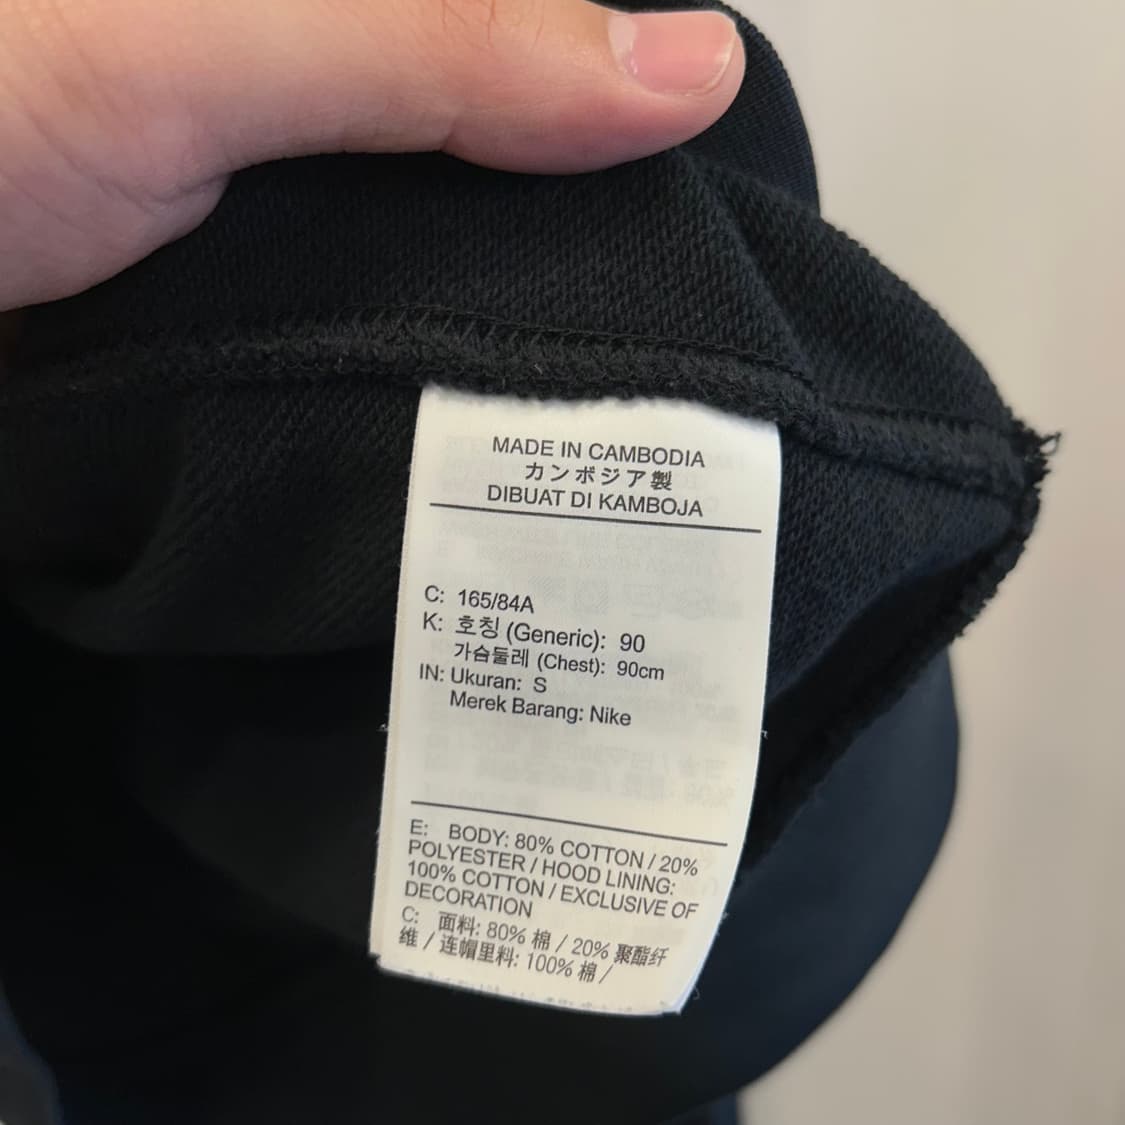 MADE IN CAMBODIA
カンボジア製
DIBUAT DI KAMBOJA
C: 165/84A
K: 호칭 (Generic): 90
가슴둘레 (Chest): 90cm
IN: Ukuran: S
Merek Barang: Nike
E: BODY: 80% COTTON / 20%
POLYESTER / HOOD LINING:
100% COTTON / EXCLUSIVE OF
DECORATION
C: 面料: 80% 棉 / 20% 聚酯纤
维 / 连帽里料: 100% 棉 /